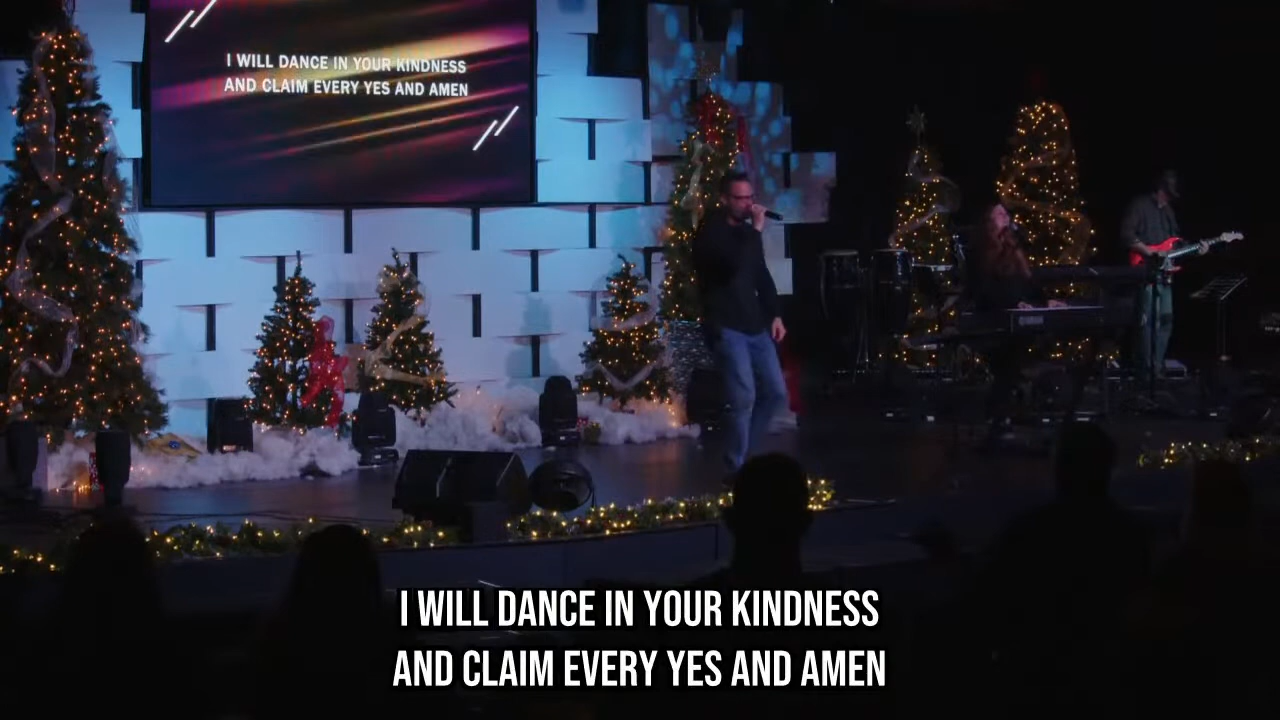 I WILL DANCE IN YOUR KINDNESS
AND CLAIM EVERY YES AND AMEN
I WILL DANCE IN YOUR KINDNESS
AND CLAIM EVERY YES AND AMEN